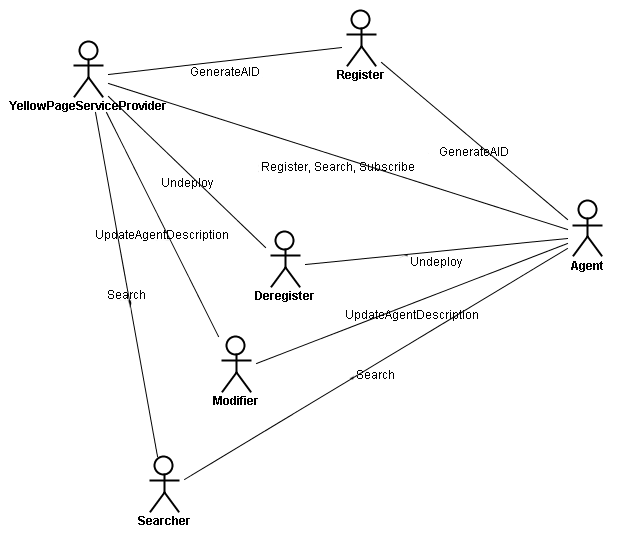 GenerateAID
Register
YellowPageServiceProvider
GenerateAID
Register, Search, Subscribe
Undeploy
UpdateAgentDescription
Undeploy
Agent
Search
Deregister
UpdateAgentDescription
Search
Modifier
Searcher